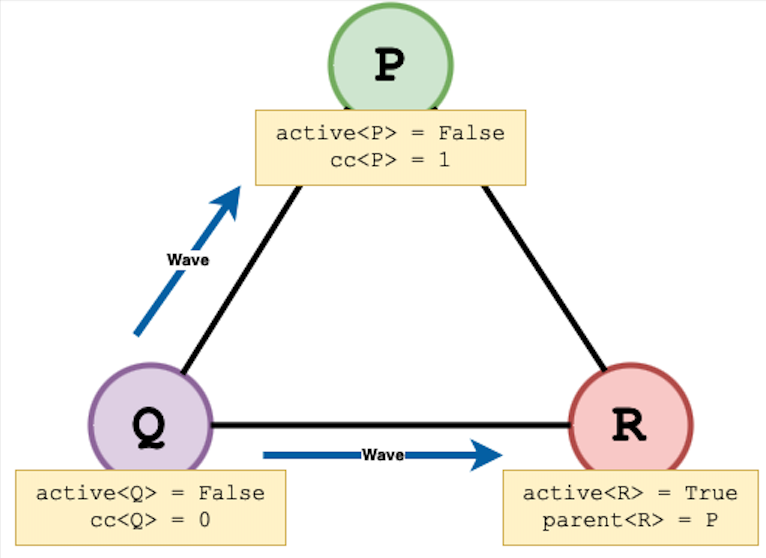 P
active<P> = False
cc<P> = 1
Wave
Q
Wave
R
active<Q> = False
cc<Q> = 0
active<R> = True
parent<R> = P